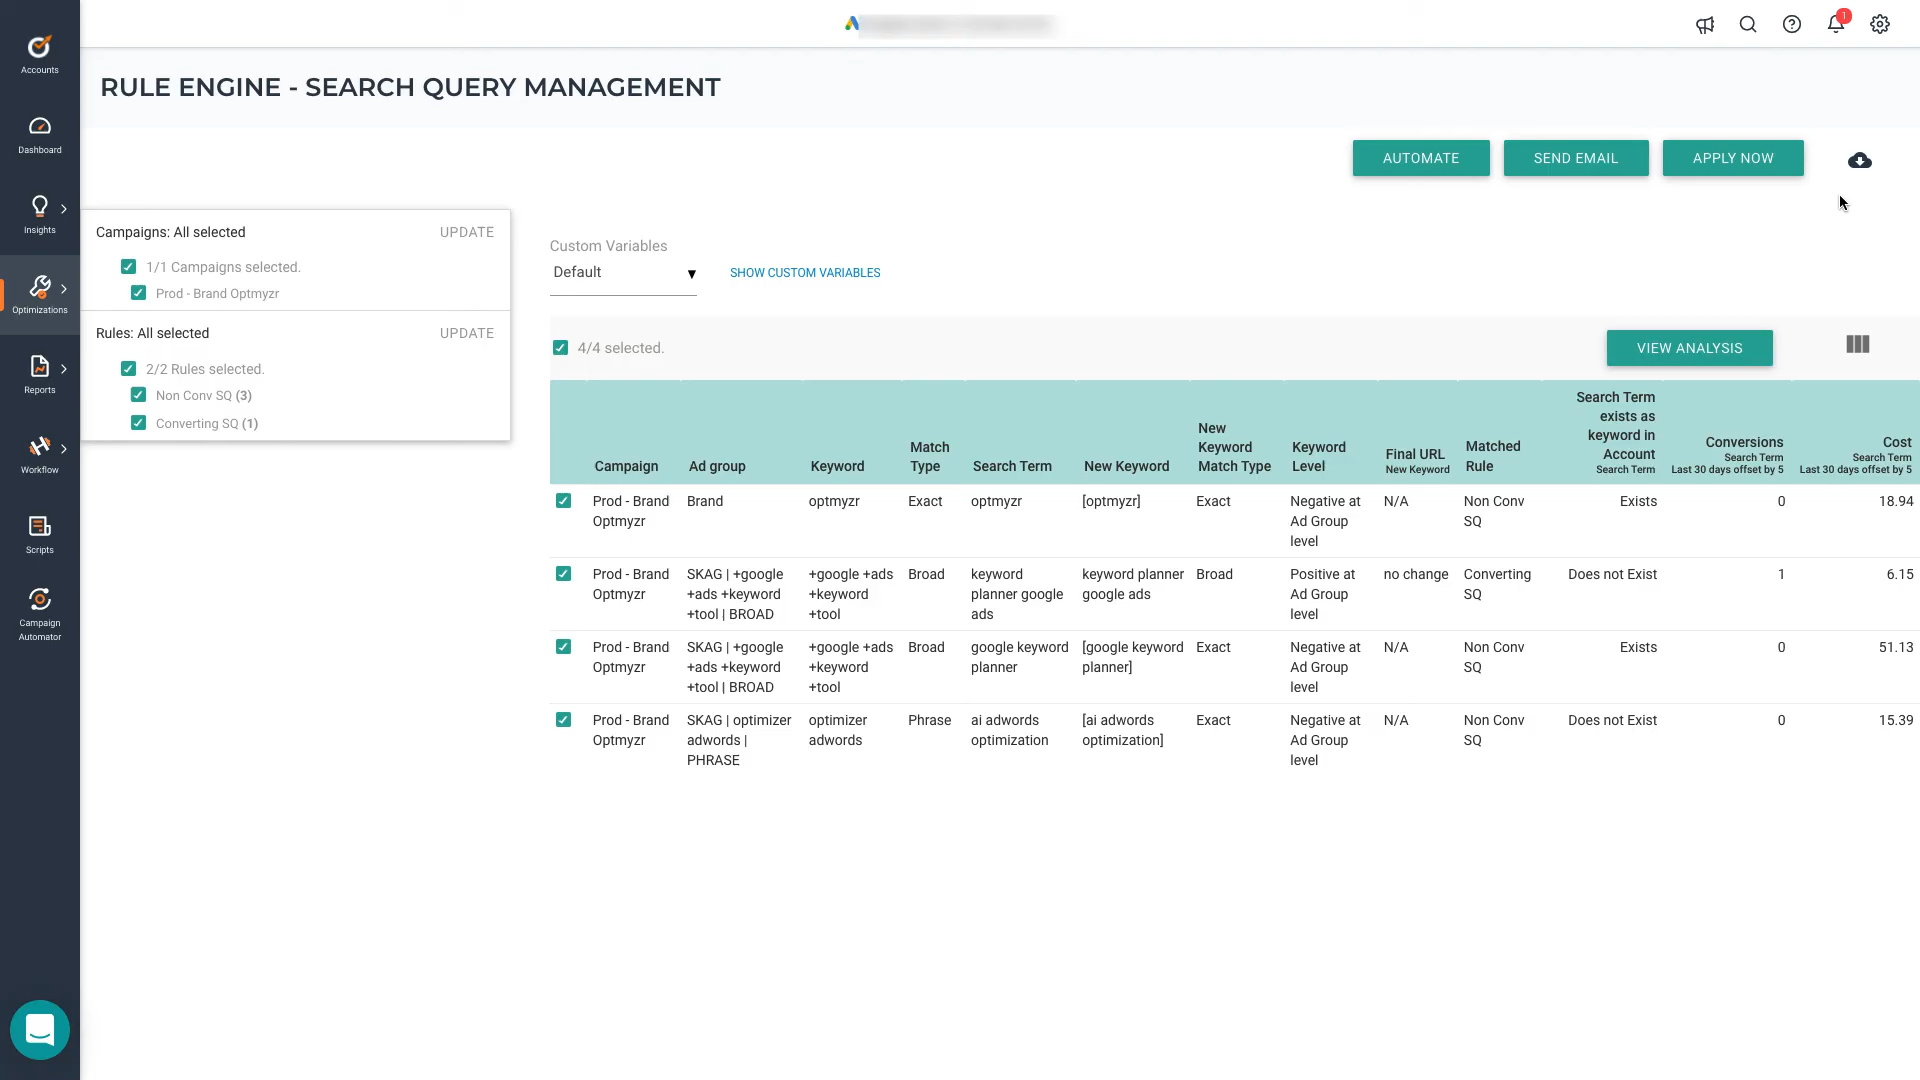 1
Accounts
Dashboard
Insights
Optimizations
Reports
Workflow
Scripts
Campaign
Automator
RULE ENGINE - SEARCH QUERY MANAGEMENT
AUTOMATE
SEND EMAIL
APPLY NOW
Campaigns: All selected
UPDATE
1/1 Campaigns selected.
Prod - Brand Optmyzr
Rules: All selected
UPDATE
2/2 Rules selected.
Non Conv SQ (3)
Converting SQ (1)
Custom Variables
Default
SHOW CUSTOM VARIABLES
4/4 selected.
VIEW ANALYSIS
Campaign
Ad group
Keyword
Match
Type
Search Term
New Keyword
New
Keyword
Match Type
Keyword
Level
Final URL
New Keyword
Matched
Rule
Search Term
exists as
keyword in
Account
Search Term
Conversions
Search Term
Last 30 days offset by 5
Cost
Search Term
Last 30 days offset by 5
Prod - Brand
Optmyzr
Brand
optmyzr
Exact
optmyzr
[optmyzr]
Exact
Negative at
Ad Group
level
N/A
Non Conv
SQ
Exists
0
18.94
Prod - Brand
Optmyzr
SKAG | +google
+ads +keyword
+tool | BROAD
+google +ads
+keyword
+tool
Broad
keyword
planner google
ads
keyword planner
google ads
Broad
Positive at
Ad Group
level
no change
Converting
SQ
Does not Exist
1
6.15
Prod - Brand
Optmyzr
SKAG | +google
+ads +keyword
+tool | BROAD
+google +ads
+keyword
+tool
Broad
google keyword
planner
[google keyword
planner]
Exact
Negative at
Ad Group
level
N/A
Non Conv
SQ
Exists
0
51.13
Prod - Brand
Optmyzr
SKAG | optimizer
adwords |
PHRASE
optimizer
adwords
Phrase
ai adwords
optimization
[ai adwords
optimization]
Exact
Negative at
Ad Group
level
N/A
Non Conv
SQ
Does not Exist
0
15.39